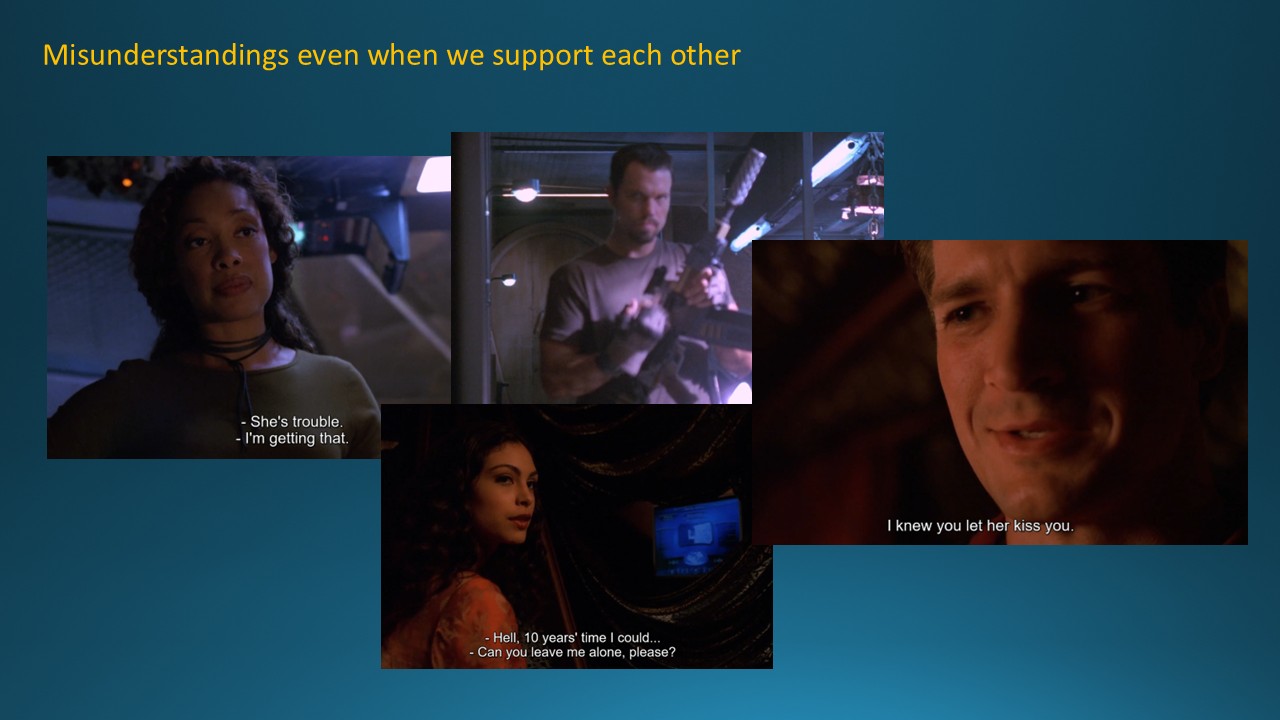 Misunderstandings even when we support each other
- She's trouble.
- I'm getting that.
I knew you let her kiss you.
- Hell, 10 years' time I could...
- Can you leave me alone, please?